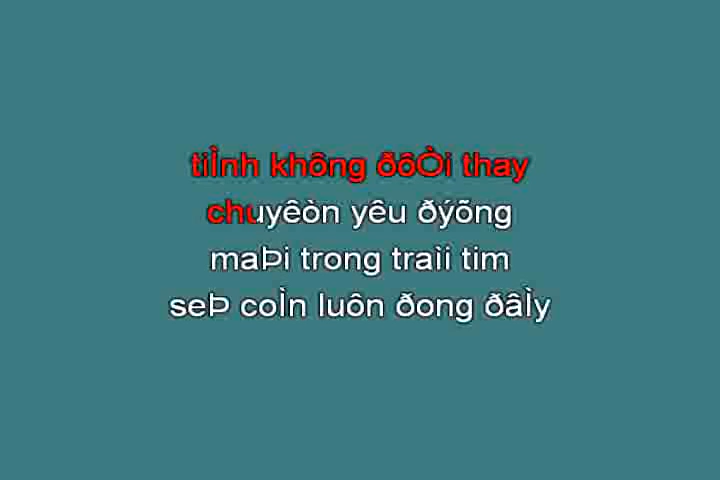 tiÌnh không ðôÒi thay
chuyêòn yêu ðýõng
maÞi trong traìi tim
seÞ coÌn luôn ðong ðâÌy